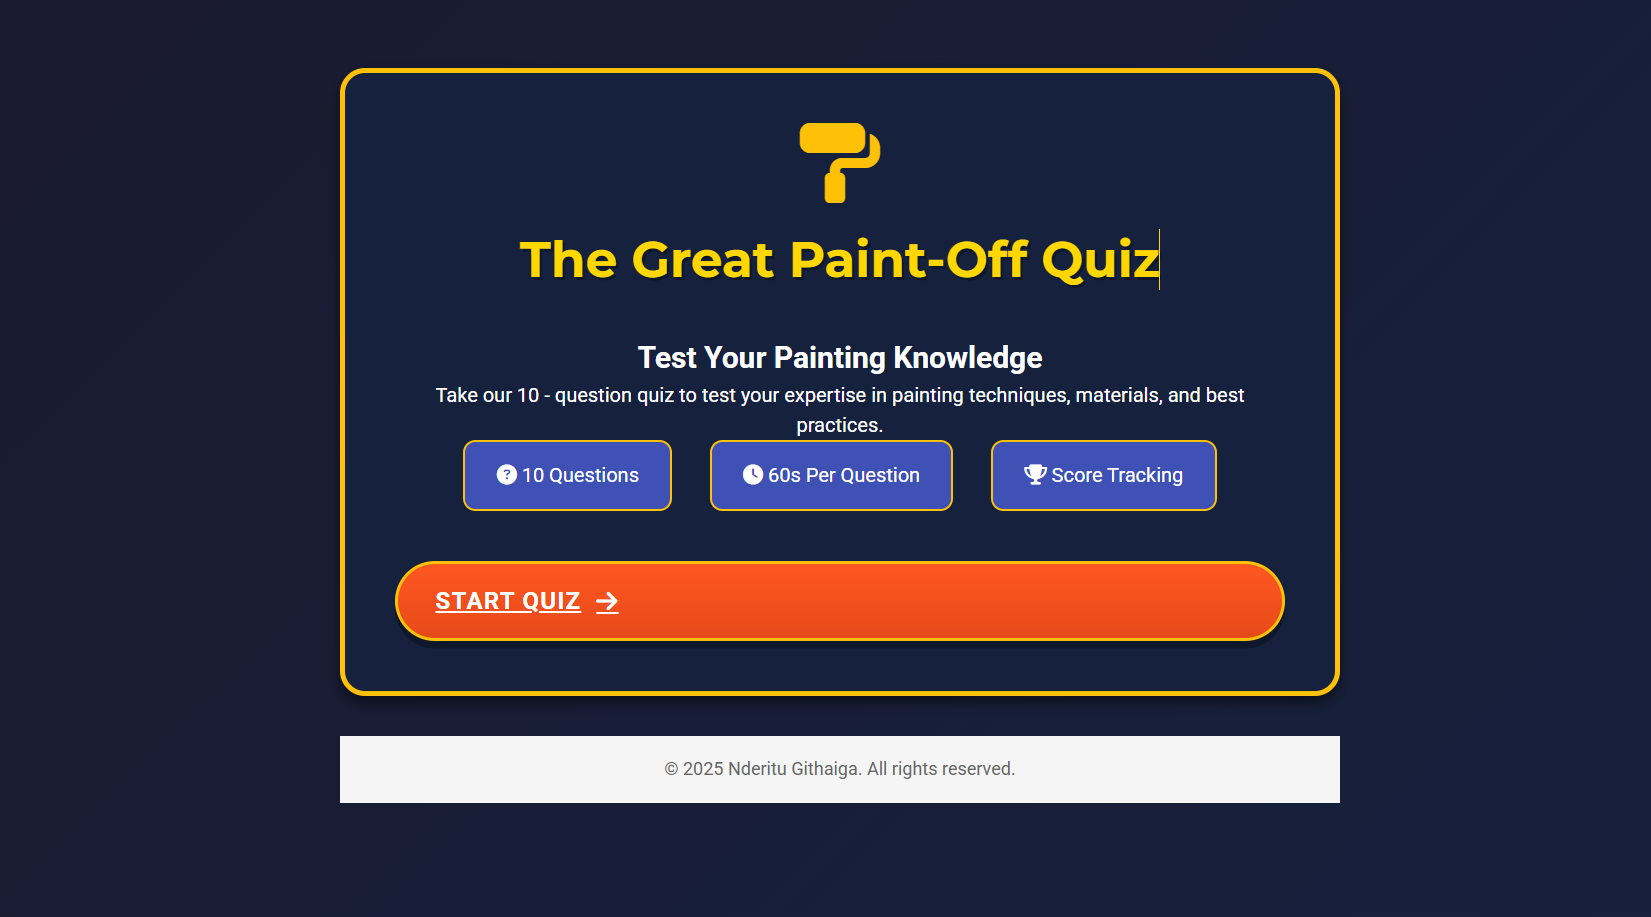 The Great Paint-Off Quiz
Test Your Painting Knowledge
Take our 10 - question quiz to test your expertise in painting techniques, materials, and best
practices.
10 Questions
60s Per Question
Score Tracking
START QUIZ →
© 2025 Nderitu Githaiga. All rights reserved.